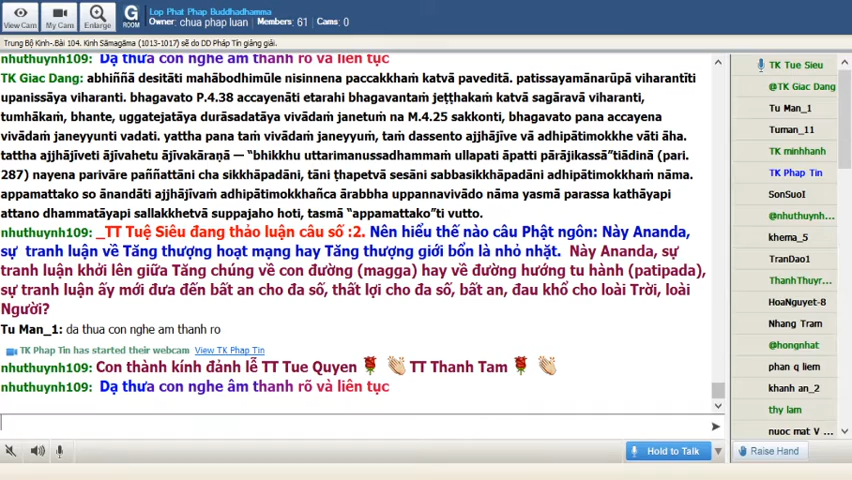 Lop Phat Phap Buddhadhamma
Owner: chua phap luan Members: 61 Cams: 0
View Cam My Cam Enlarge G ROOM
Trung Bộ Kinh-.Bài 104. Kinh Sāmagāma (1013-1017) sẽ do DD Pháp Tín giảng giải.
nhuthuynh109: Dạ thưa con nghe âm thanh rõ và liên tục
TK Giac Dang: abhiññā desitāti mahābodhimūle nisinnena paccakkhaṃ katvā paveditā. patissayamānarūpā viharantīti
upanissāya viharanti. bhagavato P.4.38 accayenāti etarahi bhagavantaṃ jeṭṭhakaṃ katvā sagāravā viharanti,
tumhākaṃ, bhante, uggatejatāya durāsadatāya vivādaṃ janetuṃ na M.4.25 sakkonti, bhagavato pana accayena
vivādaṃ janeyyunti vadati. yattha pana taṃ vivādaṃ janeyyuṃ, taṃ dassento ajjhājīve vā adhipātimokkhe vāti āha.
tattha ajjhājīveti ājīvahetu ājīvakāraṇā — “bhikkhu uttarimanussadhammaṃ ullapati āpatti pārājikassā”tiādinā (pari.
287) nayena parivāre paññattāni cha sikkhāpadāni, tāni ṭhapetvā sesāni sabbasikkhāpadāni adhipātimokkhaṃ nāma.
appamattako so ānandāti ajjhājīvaṃ adhipātimokkhañca ārabbha uppannavivādo nāma yasmā parassa kathāyapi
attano dhammatāyapi sallakkhetvā suppajaho hoti, tasmā “appamattako”ti vutto.
nhuthuynh109: _TT Tuệ Siêu đang thảo luận câu số :2. Nên hiểu thế nào câu Phật ngôn: Này Ananda,
sự tranh luận về Tăng thượng hoạt mạng hay Tăng thượng giới bổn là nhỏ nhặt. Này Ananda, sự
tranh luận khởi lên giữa Tăng chúng về con đường (magga) hay về đường hướng tu hành (patipada),
sự tranh luận ấy mới đưa đến bất an cho đa số, thất lợi cho đa số, bất an, đau khổ cho loài Trời, loài
Người?
Tu Man_1: da thua con nghe am thanh ro
TK Phap Tin has started their webcam View TK Phap Tin
nhuthuynh109: Con thành kính đảnh lễ TT Tue Quyen TT Thanh Tam
nhuthuynh109: Dạ thưa con nghe âm thanh rõ và liên tục
Hold to Talk
TK Tue Sieu
@TK Giac Dang
Tu Man_1
Tuman_11
TK minhhanh
TK Phap Tin
SonSuoI
@nhuthuynh...
khema_5
TranDao1
ThanhThuyr...
HoaNguyet-8
Nhang Tram
@hongnhat
phan q liem
khanh an_2
thy lam
nuoc mat V ...
Raise Hand